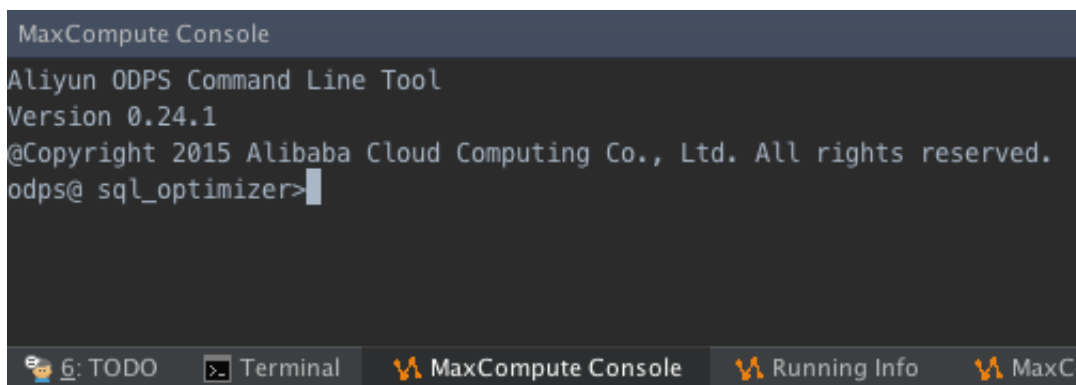 MaxCompute Console
Aliyun ODPS Command Line Tool
Version 0.24.1
@Copyright 2015 Alibaba Cloud Computing Co., Ltd. All rights reserved.
odps@ sql_optimizer>
6: TODO Terminal MaxCompute Console Running Info MaxC